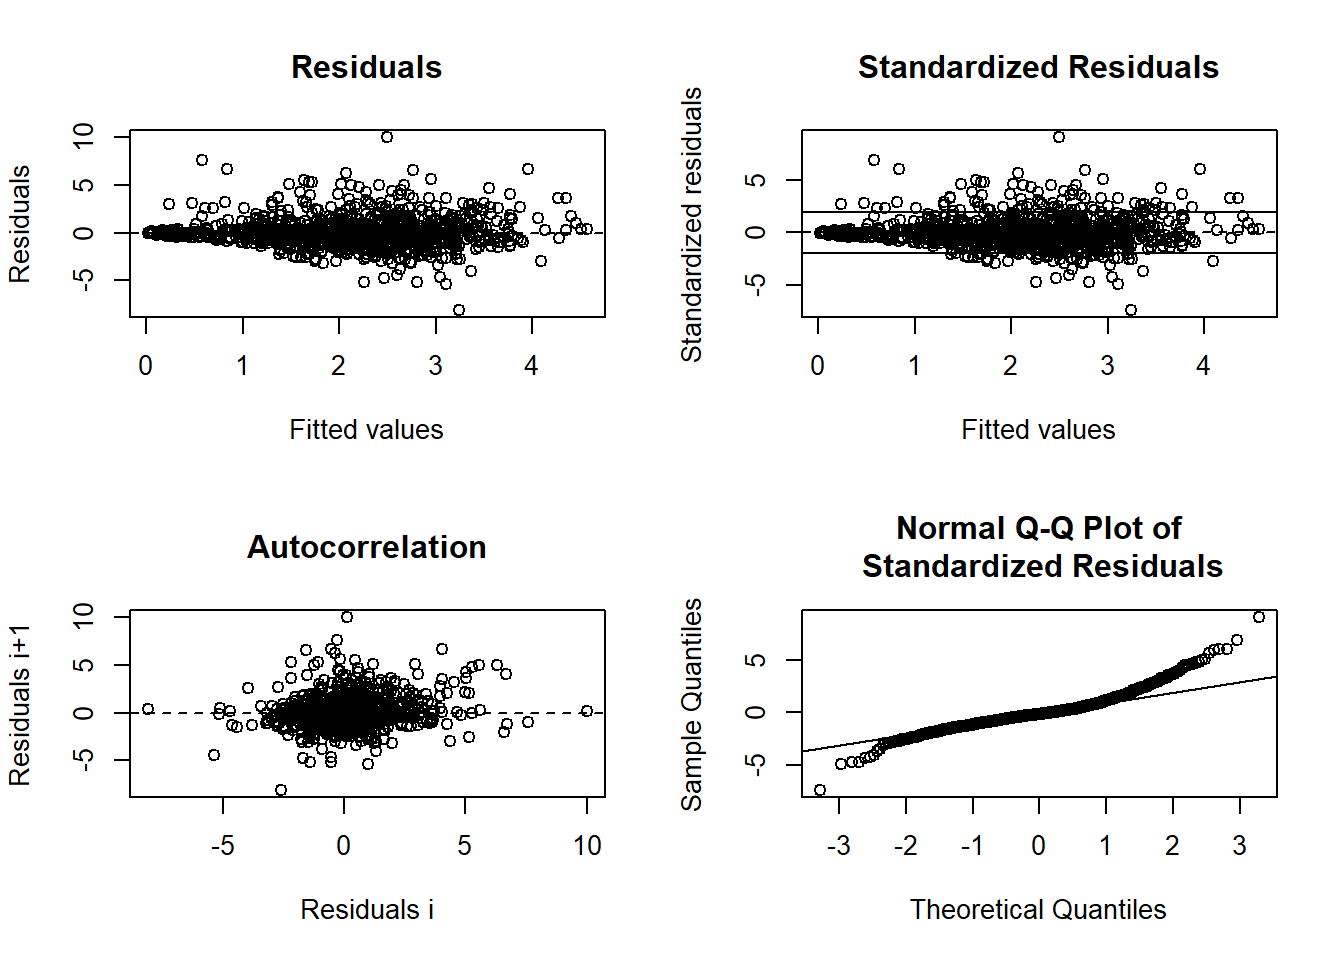 Residuals
Residuals
10
5
0
-5
0 1 2 3 4
Fitted values
Standardized Residuals
Standardized residuals
5
0
-5
0 1 2 3 4
Fitted values
Autocorrelation
Residuals i+1
10
5
0
-5
-5 0 5 10
Residuals i
Normal Q-Q Plot of
Standardized Residuals
Sample Quantiles
5
0
-5
-3 -2 -1 0 1 2 3
Theoretical Quantiles